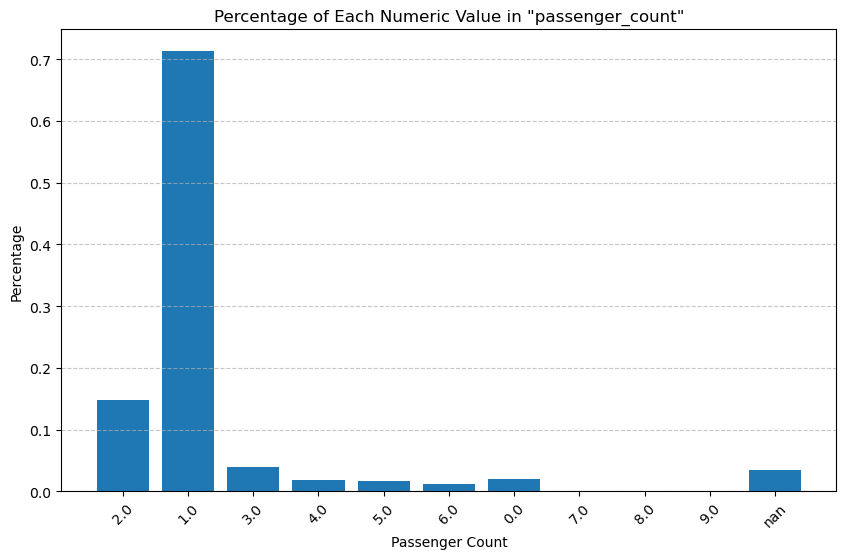 Percentage of Each Numeric Value in "passenger_count"
Percentage
0.7
0.6
0.5
0.4
0.3
0.2
0.1
0.0
2.0 1.0 3.0 4.0 5.0 6.0 0.0 7.0 8.0 9.0 nan
Passenger Count